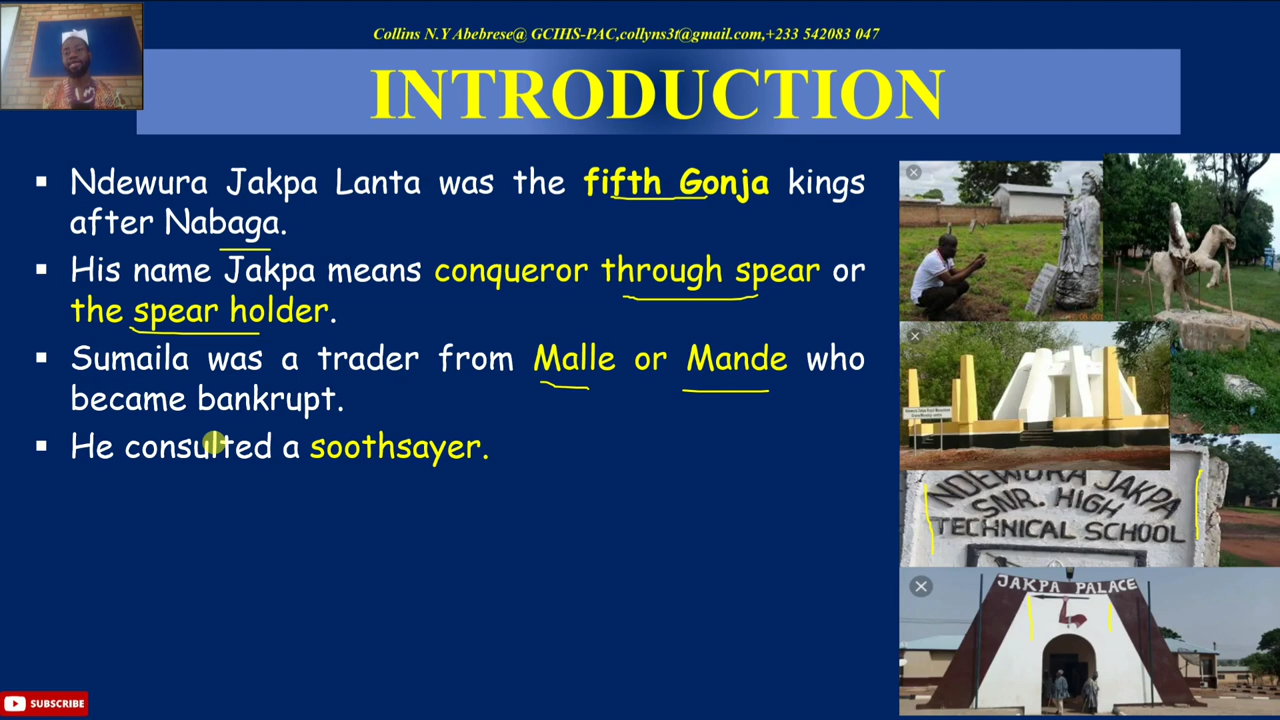 Collins N.Y Abebrese@ GCIHS-PAC,collyns3t@gmail.com,+233 542083 047
INTRODUCTION
▪ Ndewura Jakpa Lanta was the fifth Gonja kings
after Nabaga.
▪ His name Jakpa means conqueror through spear or
the spear holder.
▪ Sumaila was a trader from Malle or Mande who
became bankrupt.
▪ He consulted a soothsayer.
NDEWURA JAKPA
SNR. HIGH
TECHNICAL SCHOOL
JAKPA PALACE
SUBSCRIBE